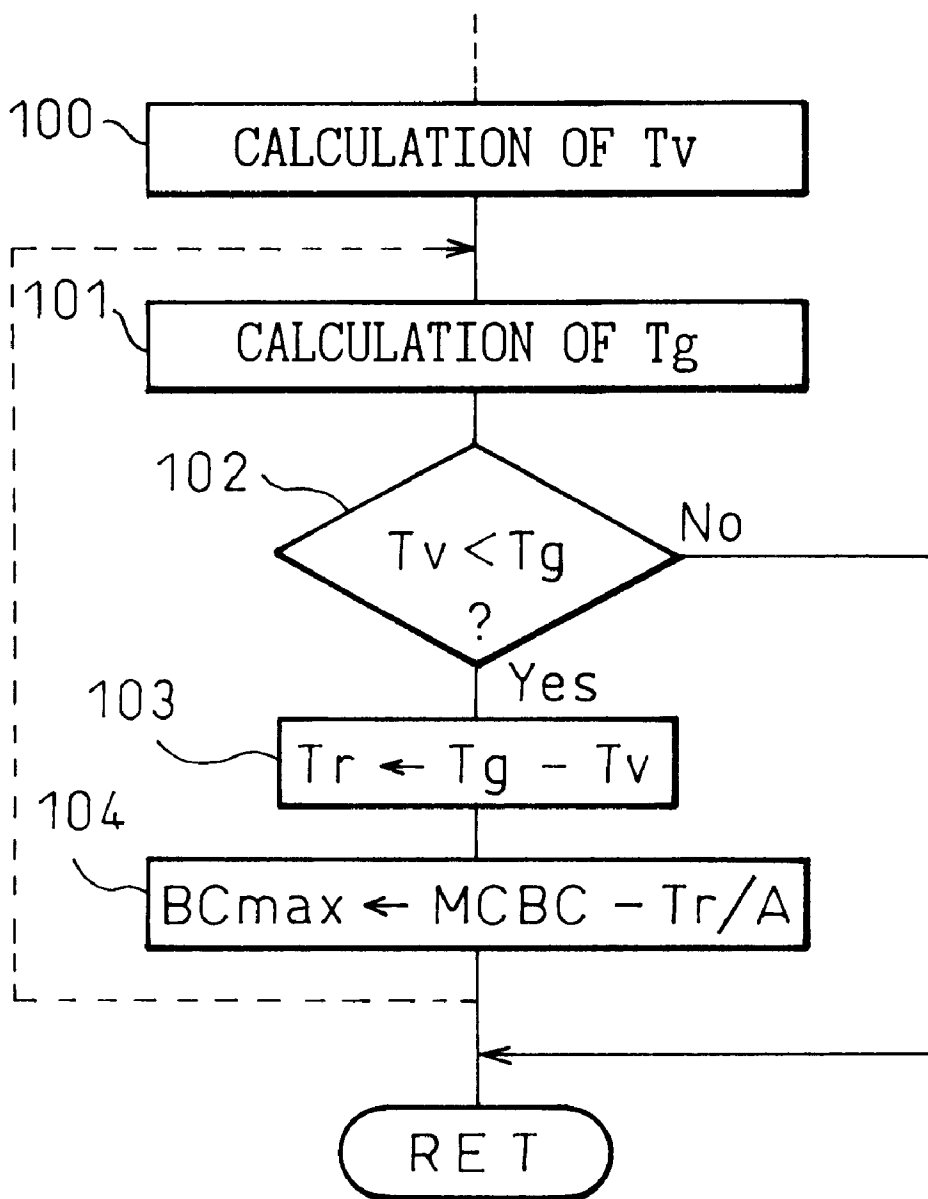 100
CALCULATION OF Tv
101
CALCULATION OF Tg
102
No
Tv < Tg
?
Yes
103
Tr ← Tg - Tv
104
BCmax ← MCBC - Tr/A
RET